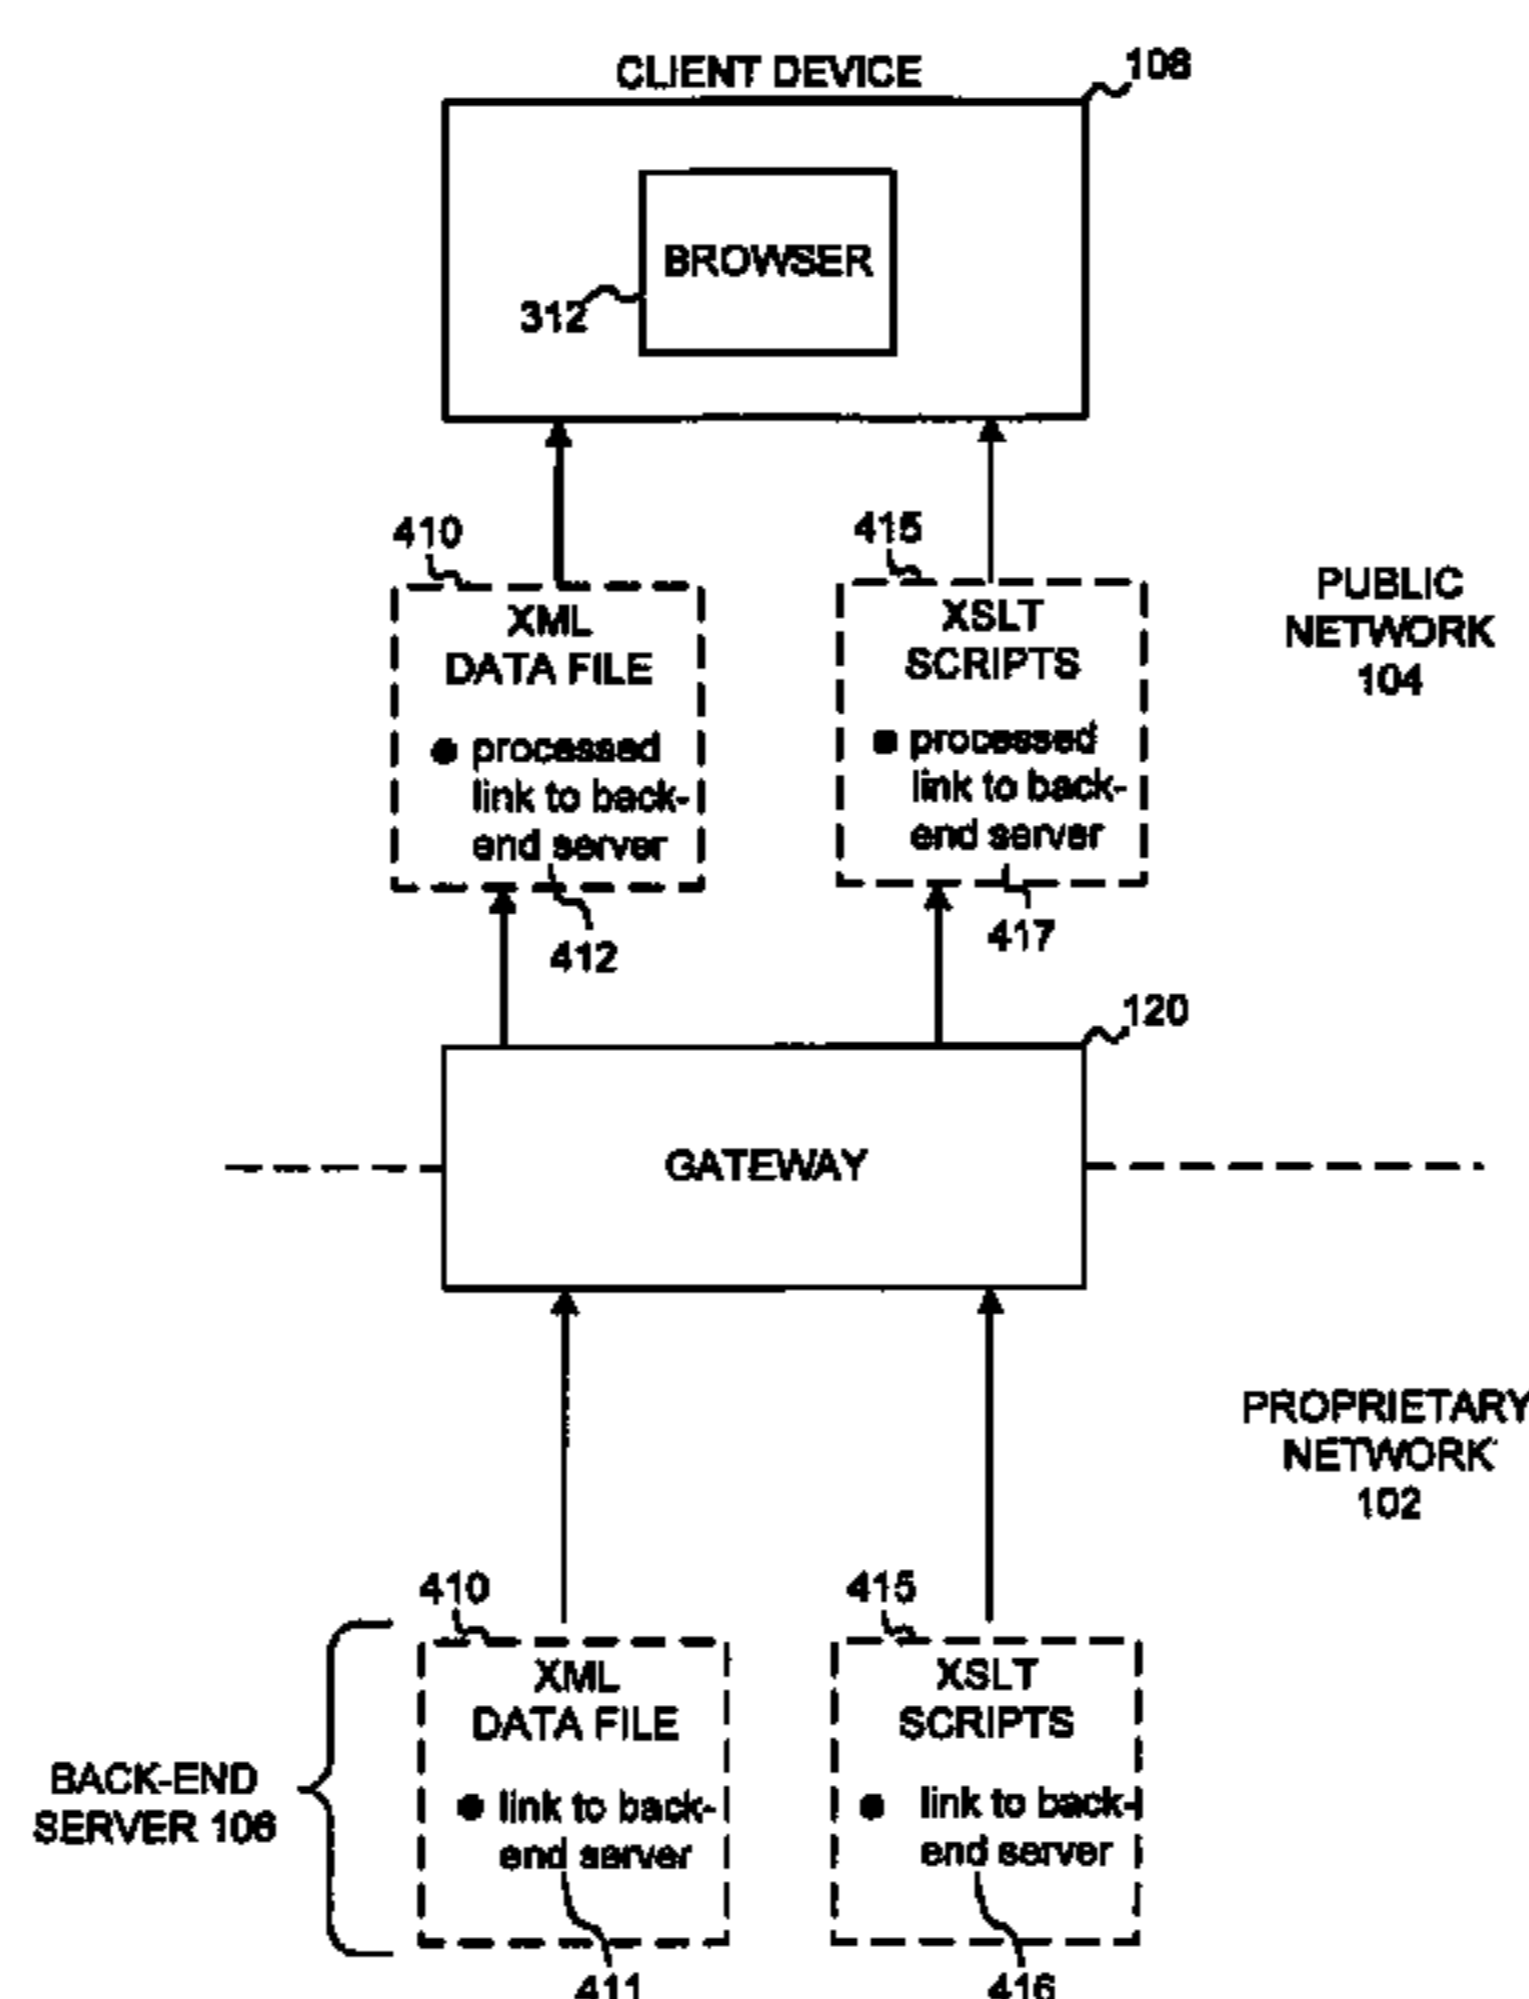 CLIENT DEVICE
108
BROWSER
312
410
415
XML
DATA FILE
● processed
link to back-
end server
412
XSLT
SCRIPTS
● processed
link to back-
end server
417
PUBLIC
NETWORK
104
120
GATEWAY
PROPRIETARY
NETWORK
102
BACK-END
SERVER 106
410
XML
DATA FILE
● link to back-
end server
411
415
XSLT
SCRIPTS
● link to back-
end server
416